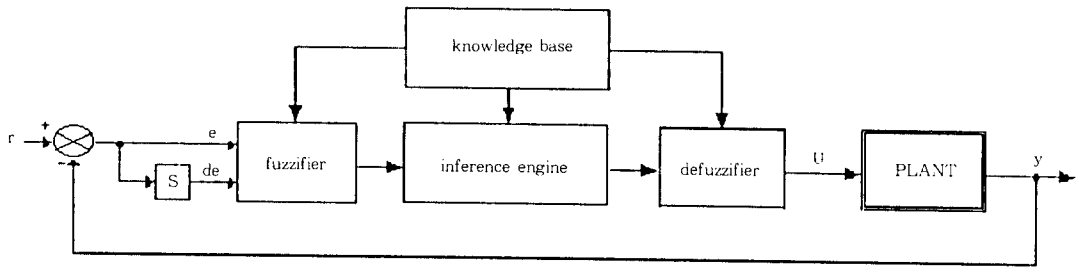 knowledge base
r
+
-
e
S
de
fuzzifier
inference engine
defuzzifier
U
PLANT
y